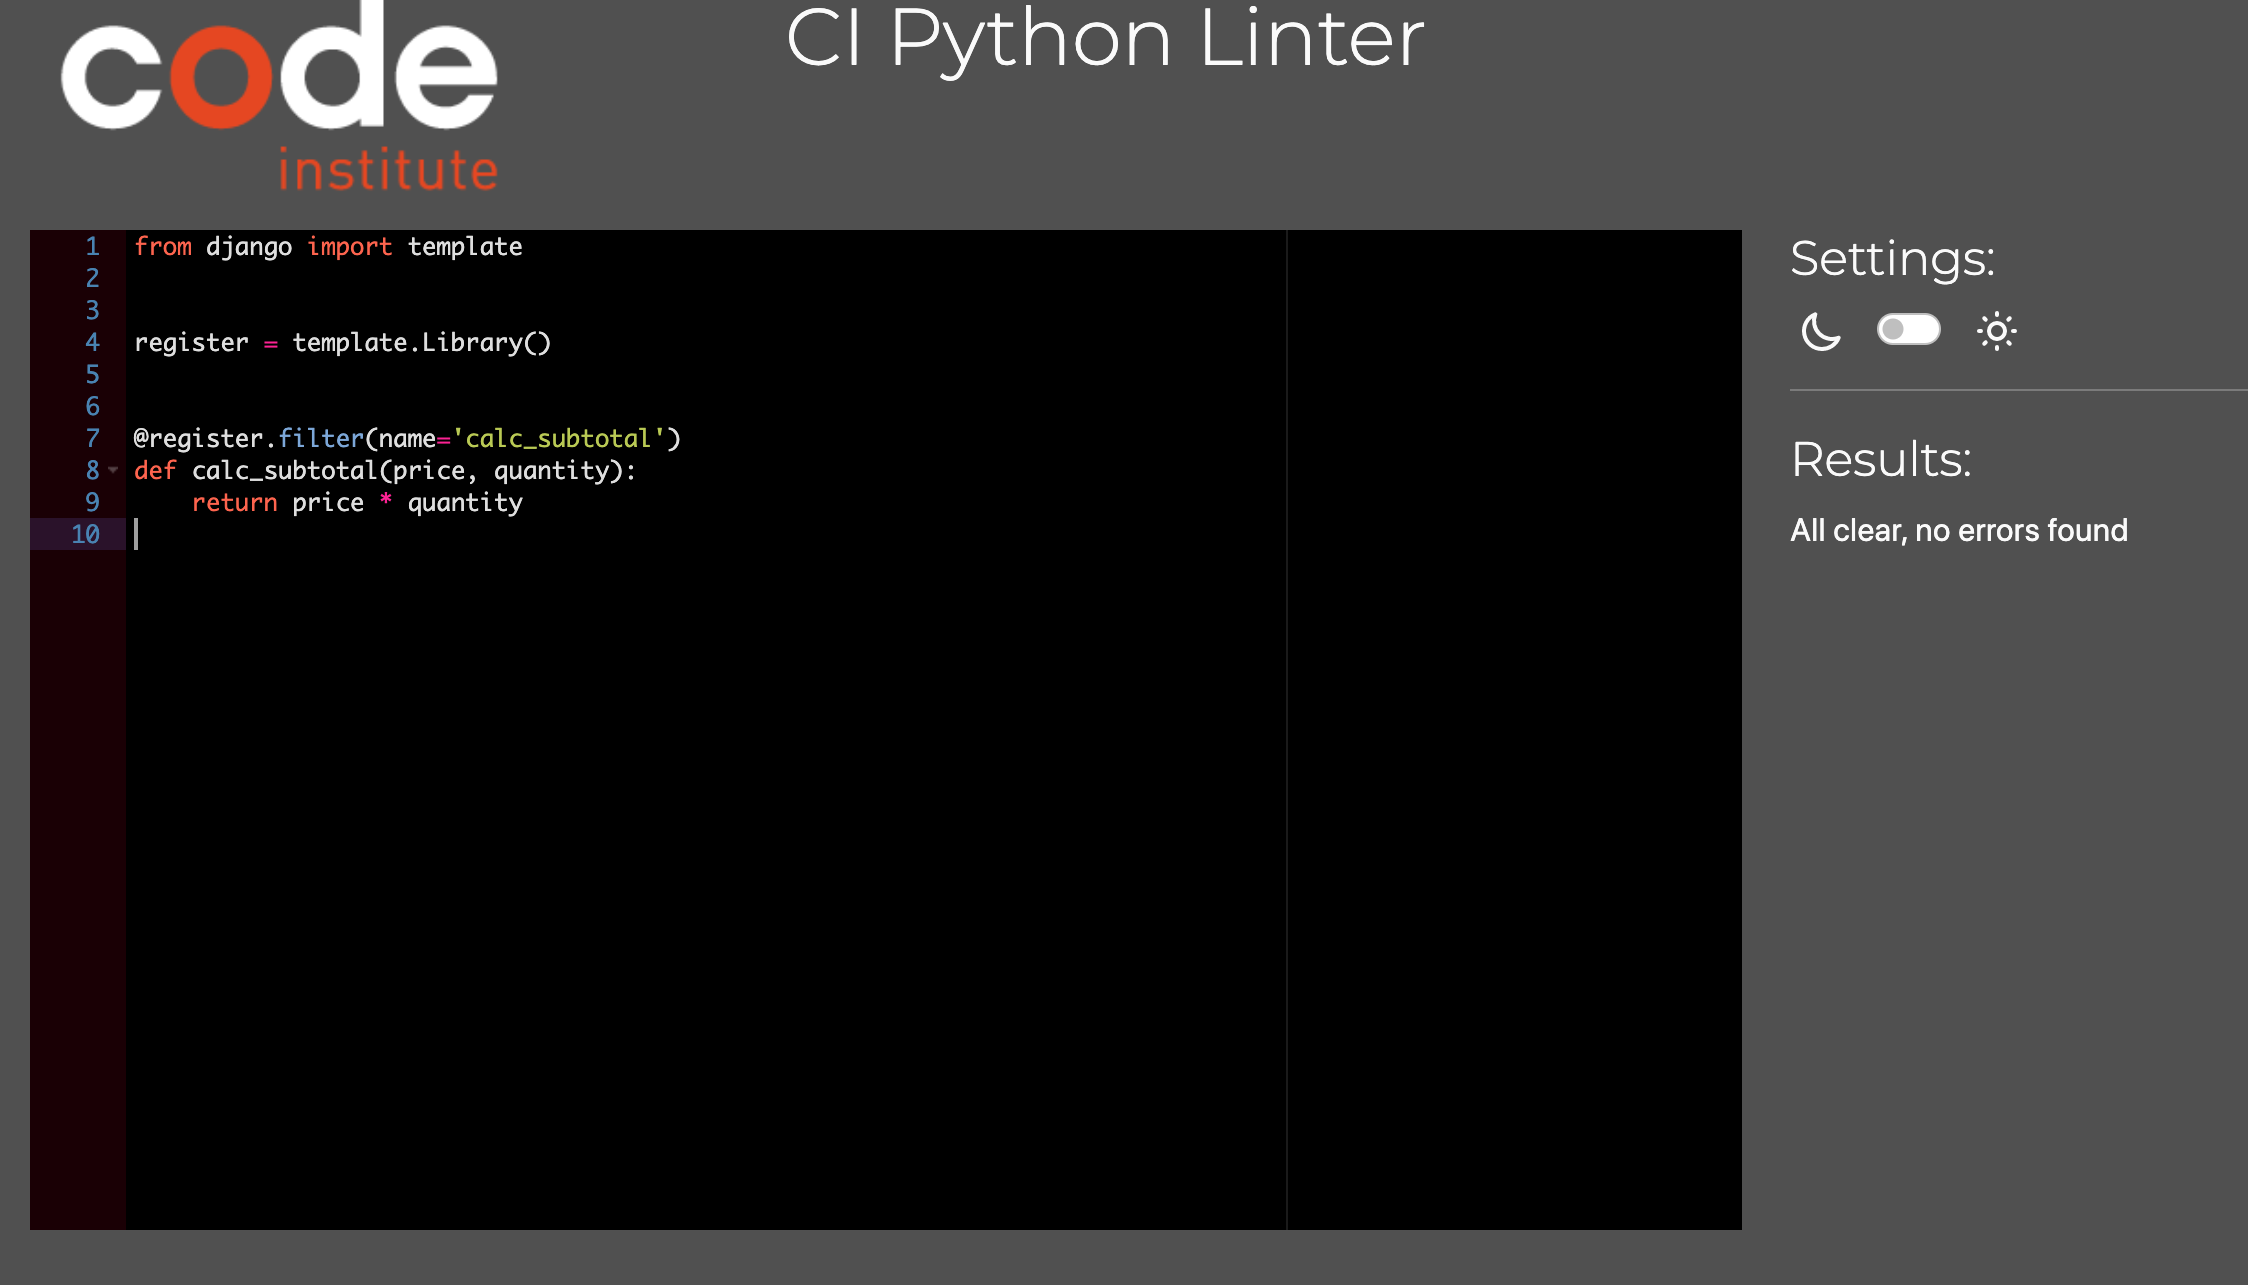 code
institute
CI Python Linter
1 from django import template
2
3
4 register = template.Library()
5
6
7 @register.filter(name='calc_subtotal')
8 def calc_subtotal(price, quantity):
9     return price * quantity
10
Settings:
Results:
All clear, no errors found